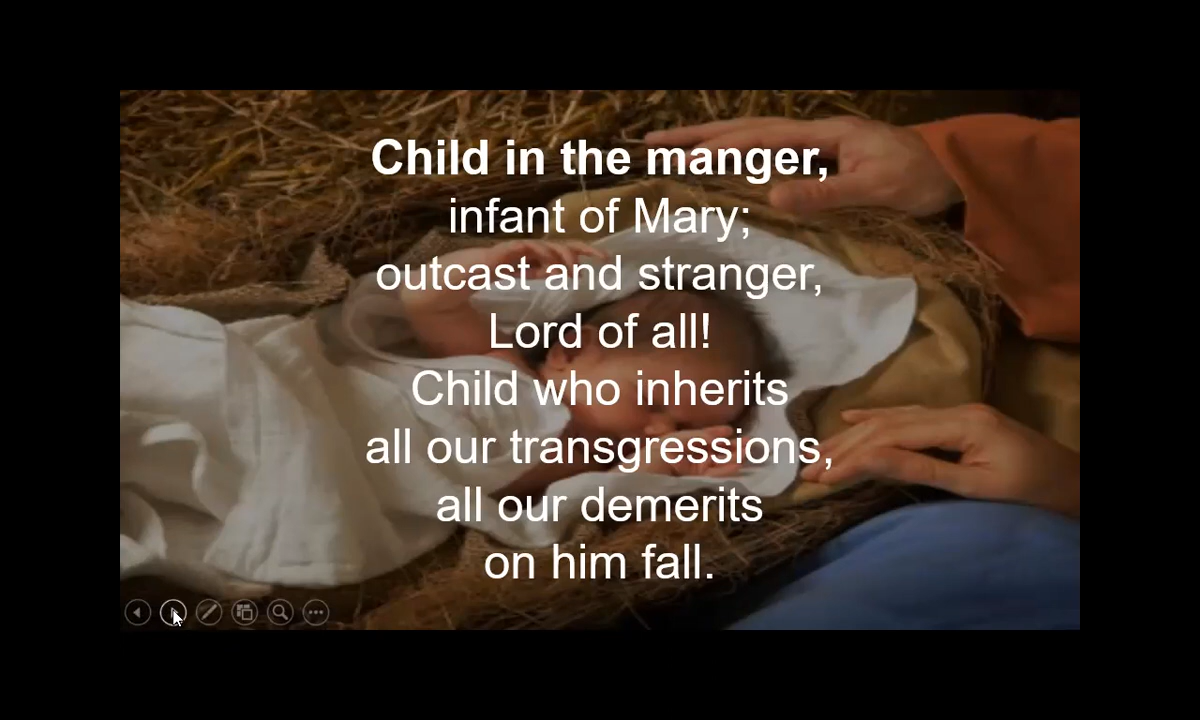 Child in the manger,
infant of Mary;
outcast and stranger,
Lord of all!
Child who inherits
all our transgressions,
all our demerits
on him fall.